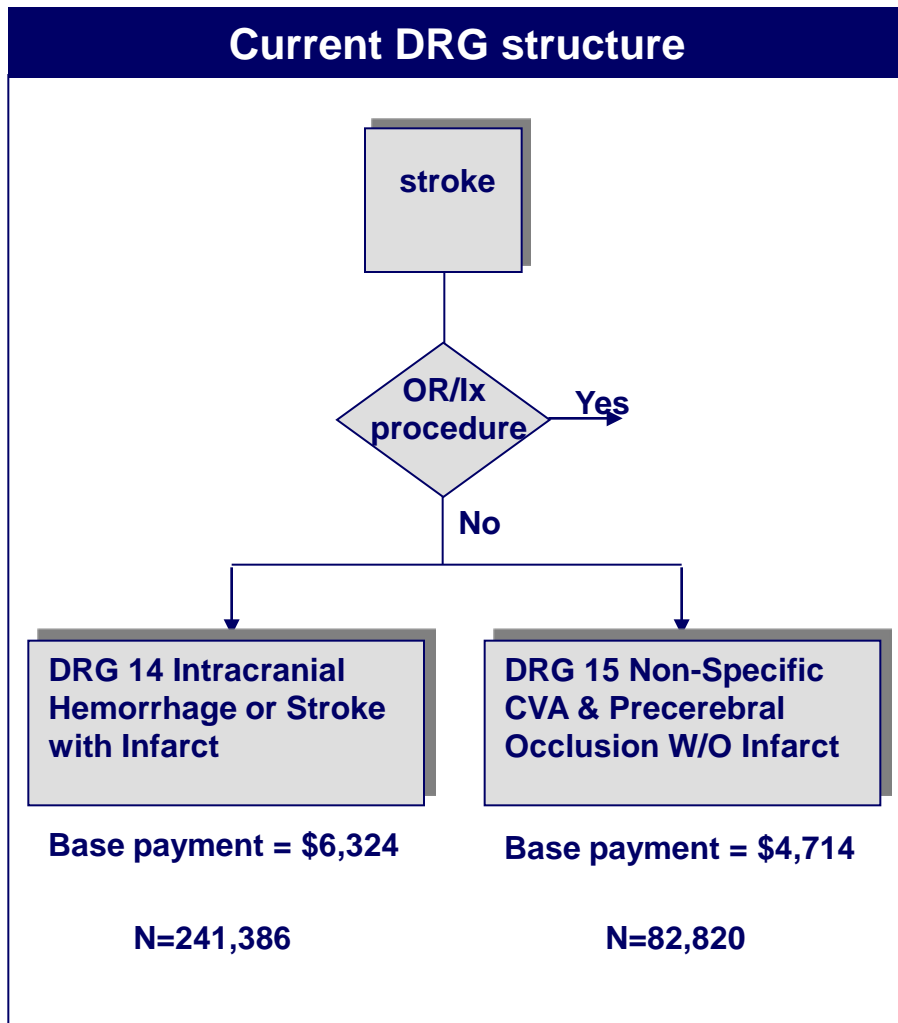 Current DRG structure
stroke
OR/Ix
procedure
Yes
No
DRG 14 Intracranial
Hemorrhage or Stroke
with Infarct
DRG 15 Non-Specific
CVA & Precerebral
Occlusion W/O Infarct
Base payment = $6,324
Base payment = $4,714
N=241,386
N=82,820